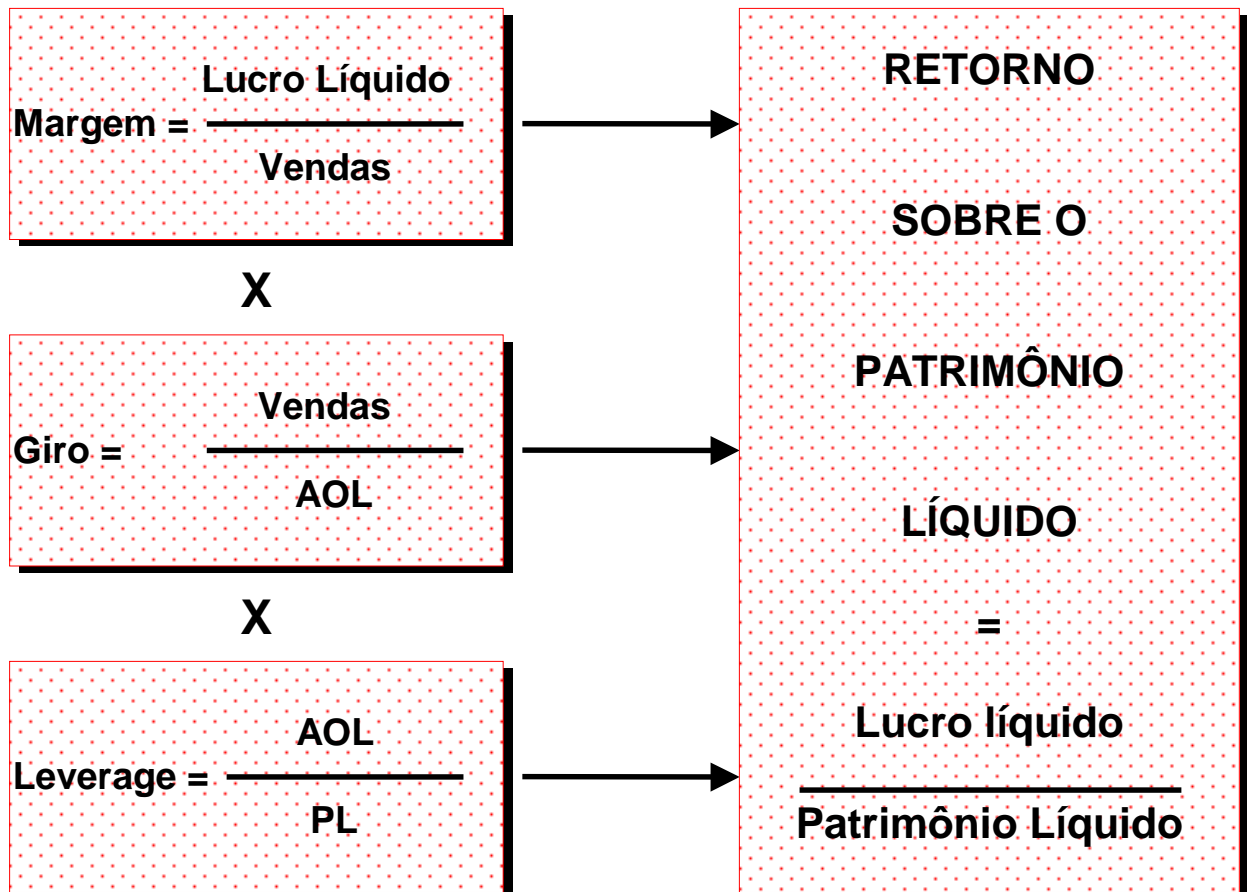 Lucro Líquido
Margem =
Vendas
X
Vendas
Giro =
AOL
X
AOL
Leverage =
PL
RETORNO
SOBRE O
PATRIMÔNIO
LÍQUIDO
=
Lucro líquido
Patrimônio Líquido